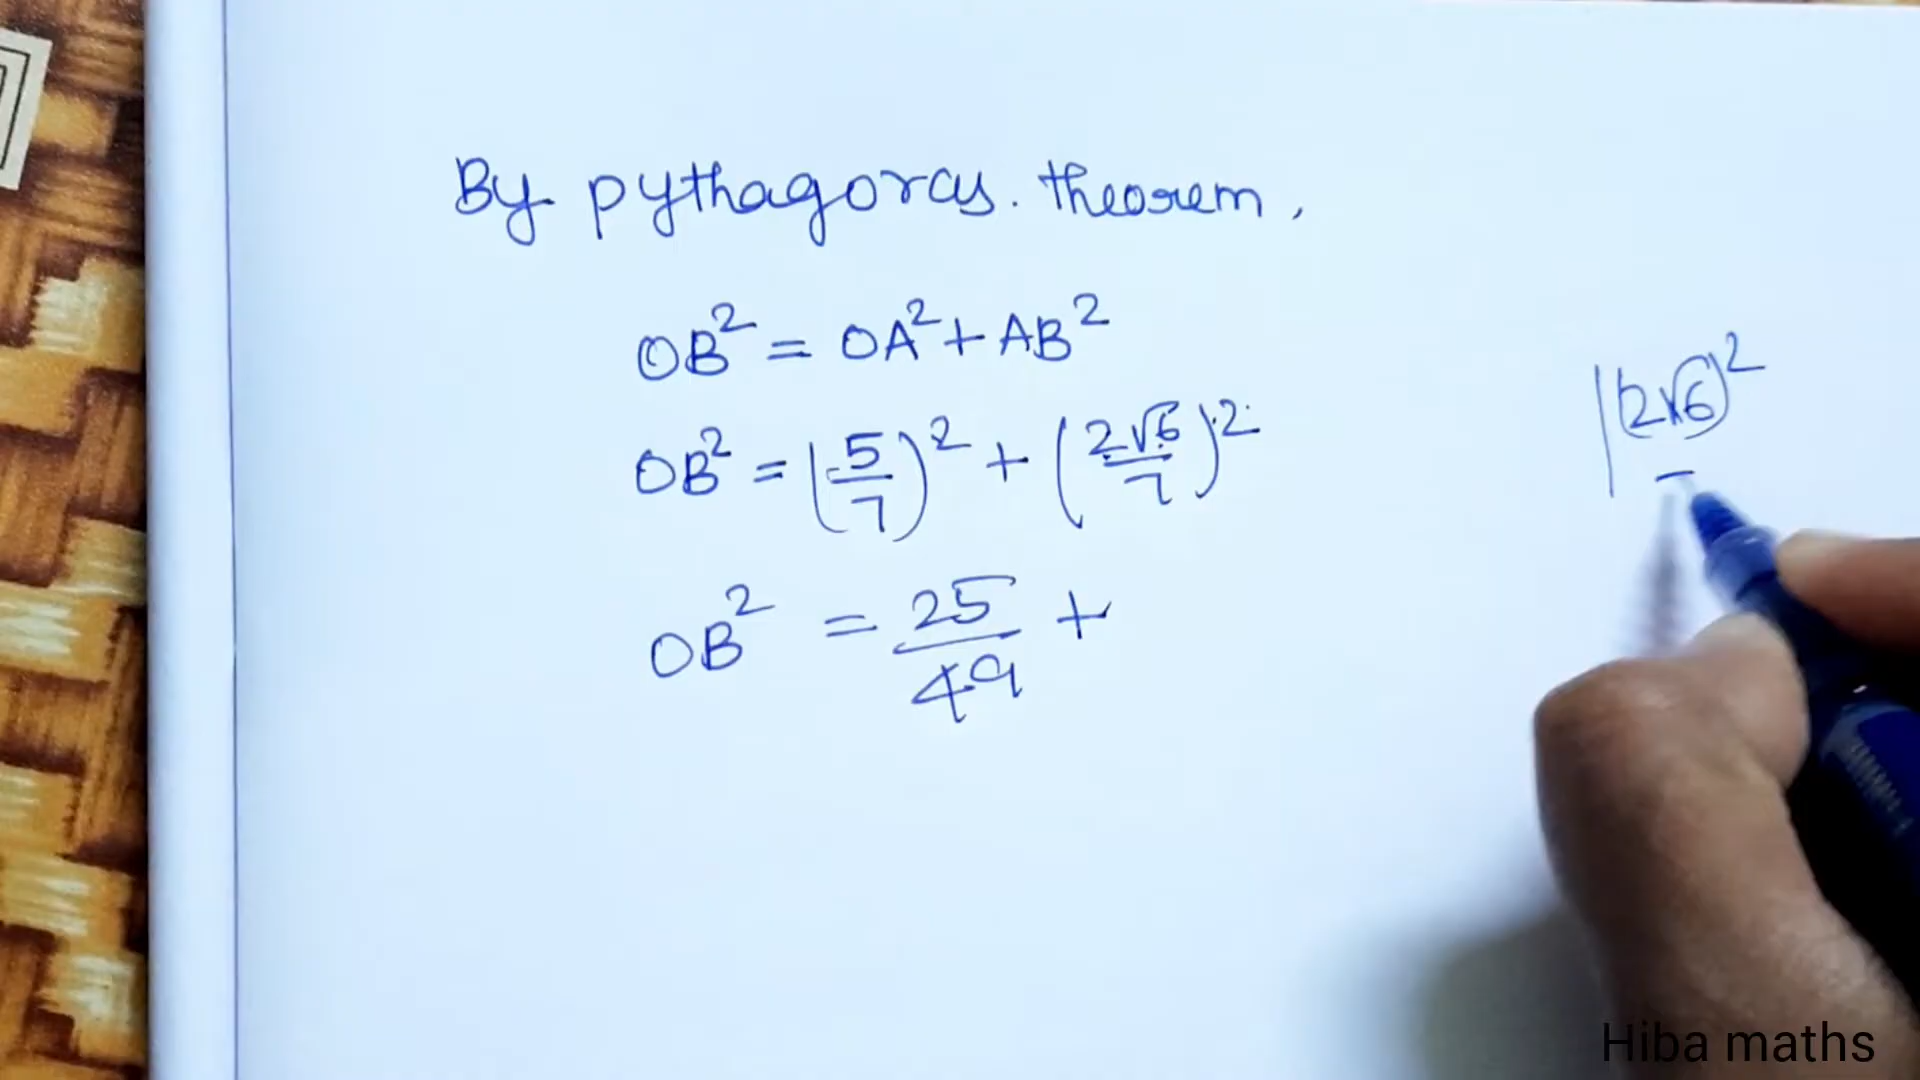 By pythagoras. theorem,
OB² = OA² + AB²
OB² = (5/7)² + (2√6/7)²
OB² = 25/49 +
(2√6)²
Hiba maths